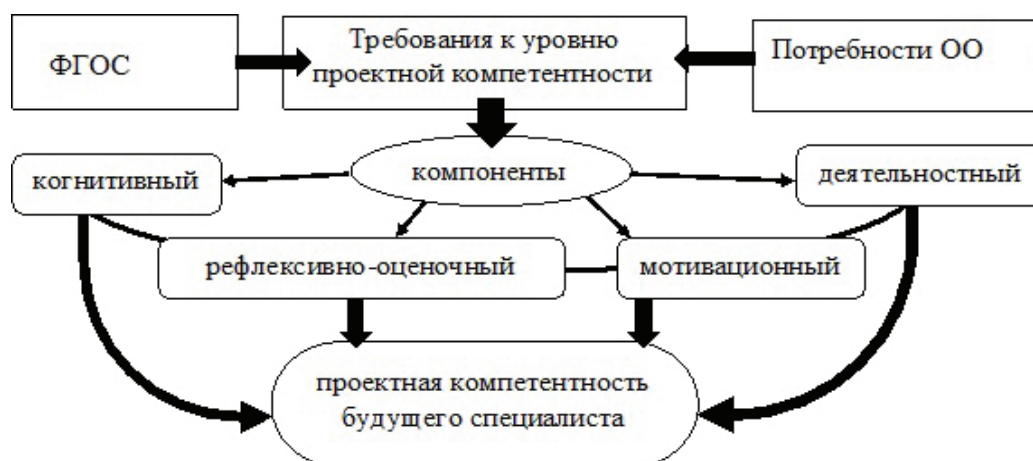 ФГОС
Требования к уровню
проектной компетентности
Потребности ОО
когнитивный
компоненты
деятельностный
рефлексивно-оценочный
мотивационный
проектная компетентность
будущего специалиста